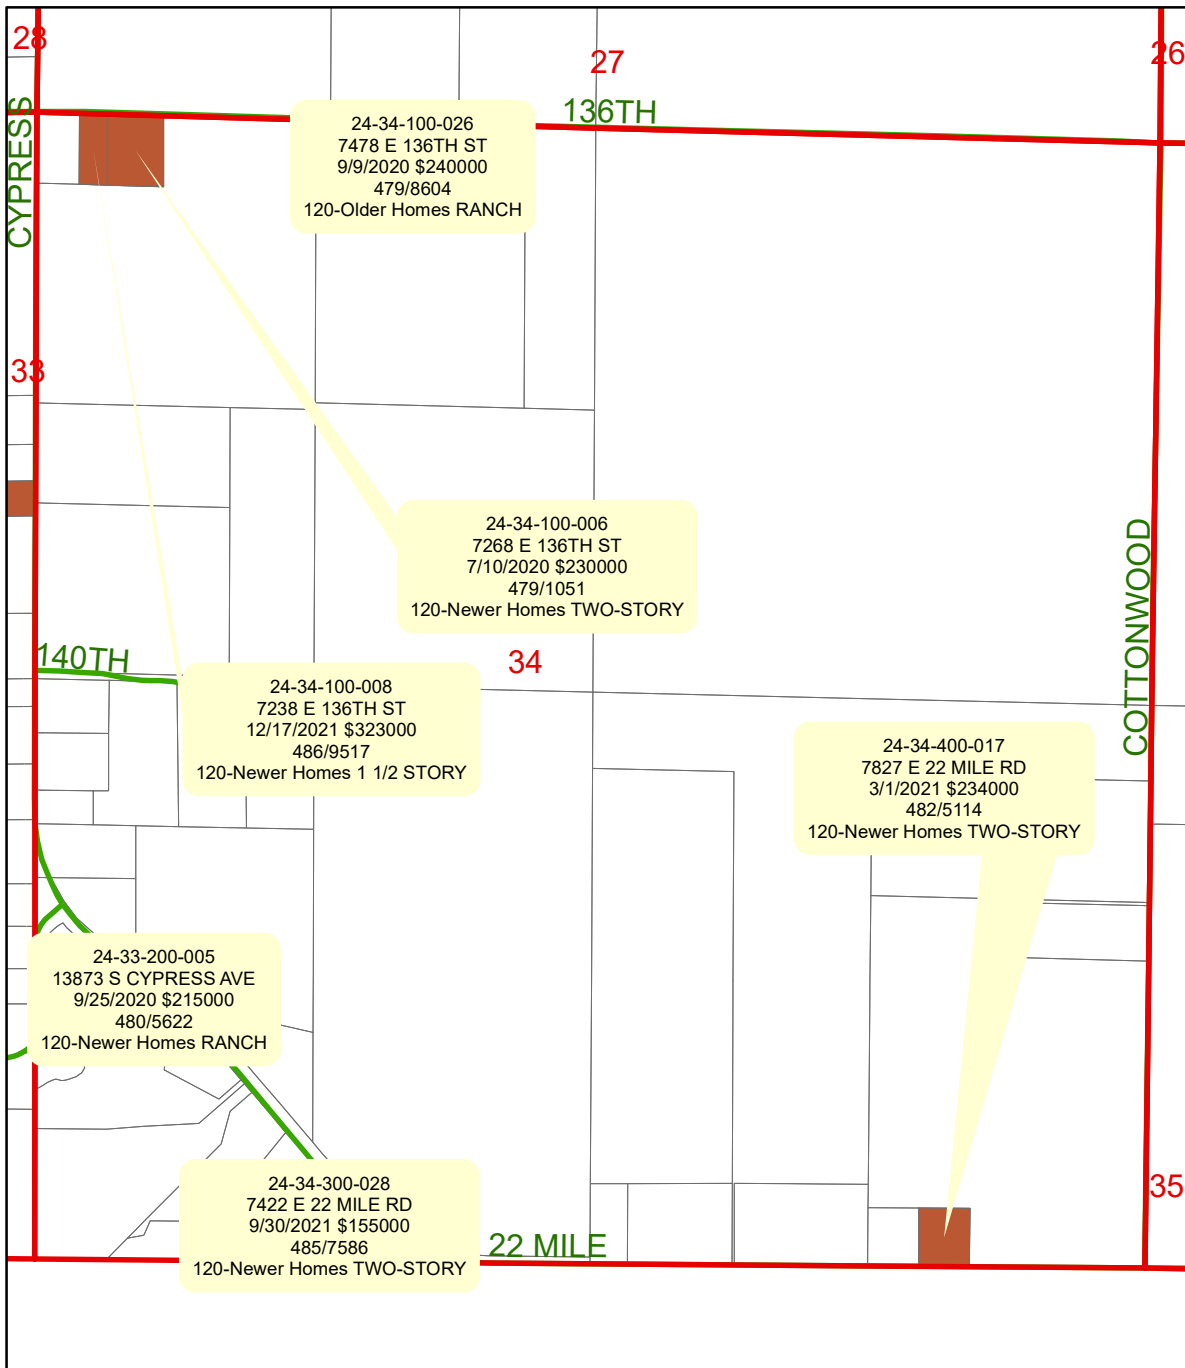 28
27
26
136TH
CYPRESS
24-34-100-026
7478 E 136TH ST
9/9/2020 $240000
479/8604
120-Older Homes RANCH
33
24-34-100-006
7268 E 136TH ST
7/10/2020 $230000
479/1051
120-Newer Homes TWO-STORY
COTTONWOOD
140TH
34
24-34-100-008
7238 E 136TH ST
12/17/2021 $323000
486/9517
120-Newer Homes 1 1/2 STORY
24-34-400-017
7827 E 22 MILE RD
3/1/2021 $234000
482/5114
120-Newer Homes TWO-STORY
24-33-200-005
13873 S CYPRESS AVE
9/25/2020 $215000
480/5622
120-Newer Homes RANCH
24-34-300-028
7422 E 22 MILE RD
9/30/2021 $155000
485/7586
120-Newer Homes TWO-STORY
35
22 MILE